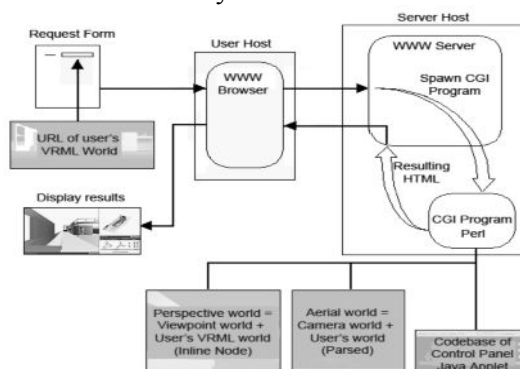 Request Form
URL of user's
VRML World
Display results
User Host
WWW
Browser
Server Host
WWW Server
Spawn CGI
Program
Resulting
HTML
CGI Program
Perl
Perspective world =
Viewpoint world +
User's VRML world
(Inline Node)
Aerial world =
Camera world +
User's world
(Parsed)
Codebase of
Control Panel
Java Applet